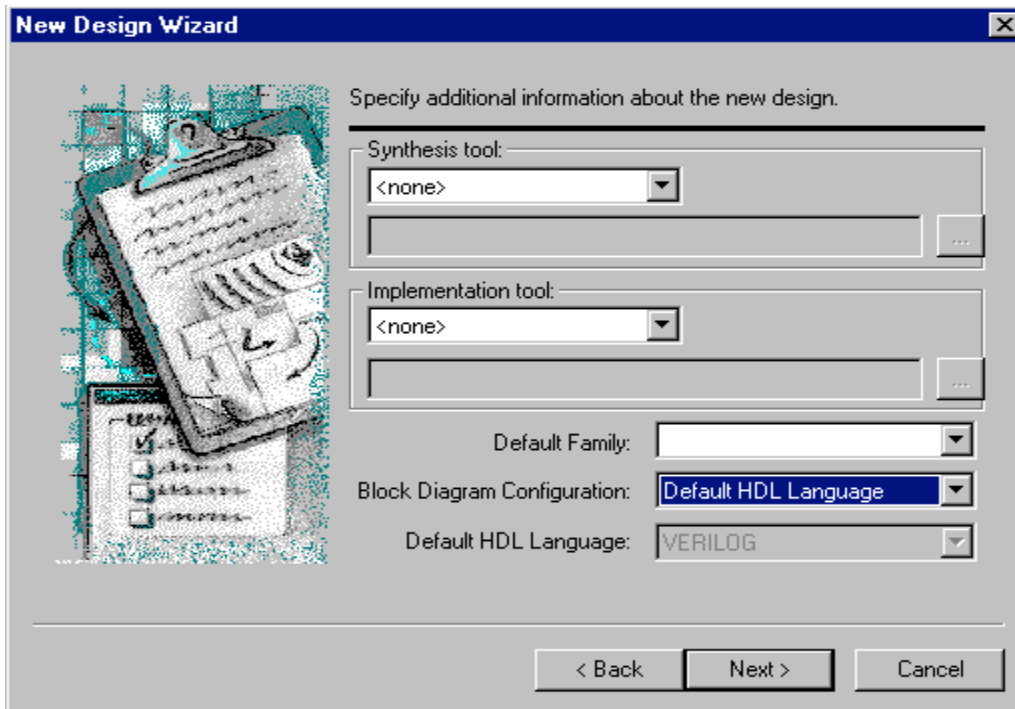 New Design Wizard
Specify additional information about the new design.
Synthesis tool:
<none>
...
Implementation tool:
<none>
...
Default Family:
Block Diagram Configuration: Default HDL Language
Default HDL Language: VERILOG
< Back Next > Cancel